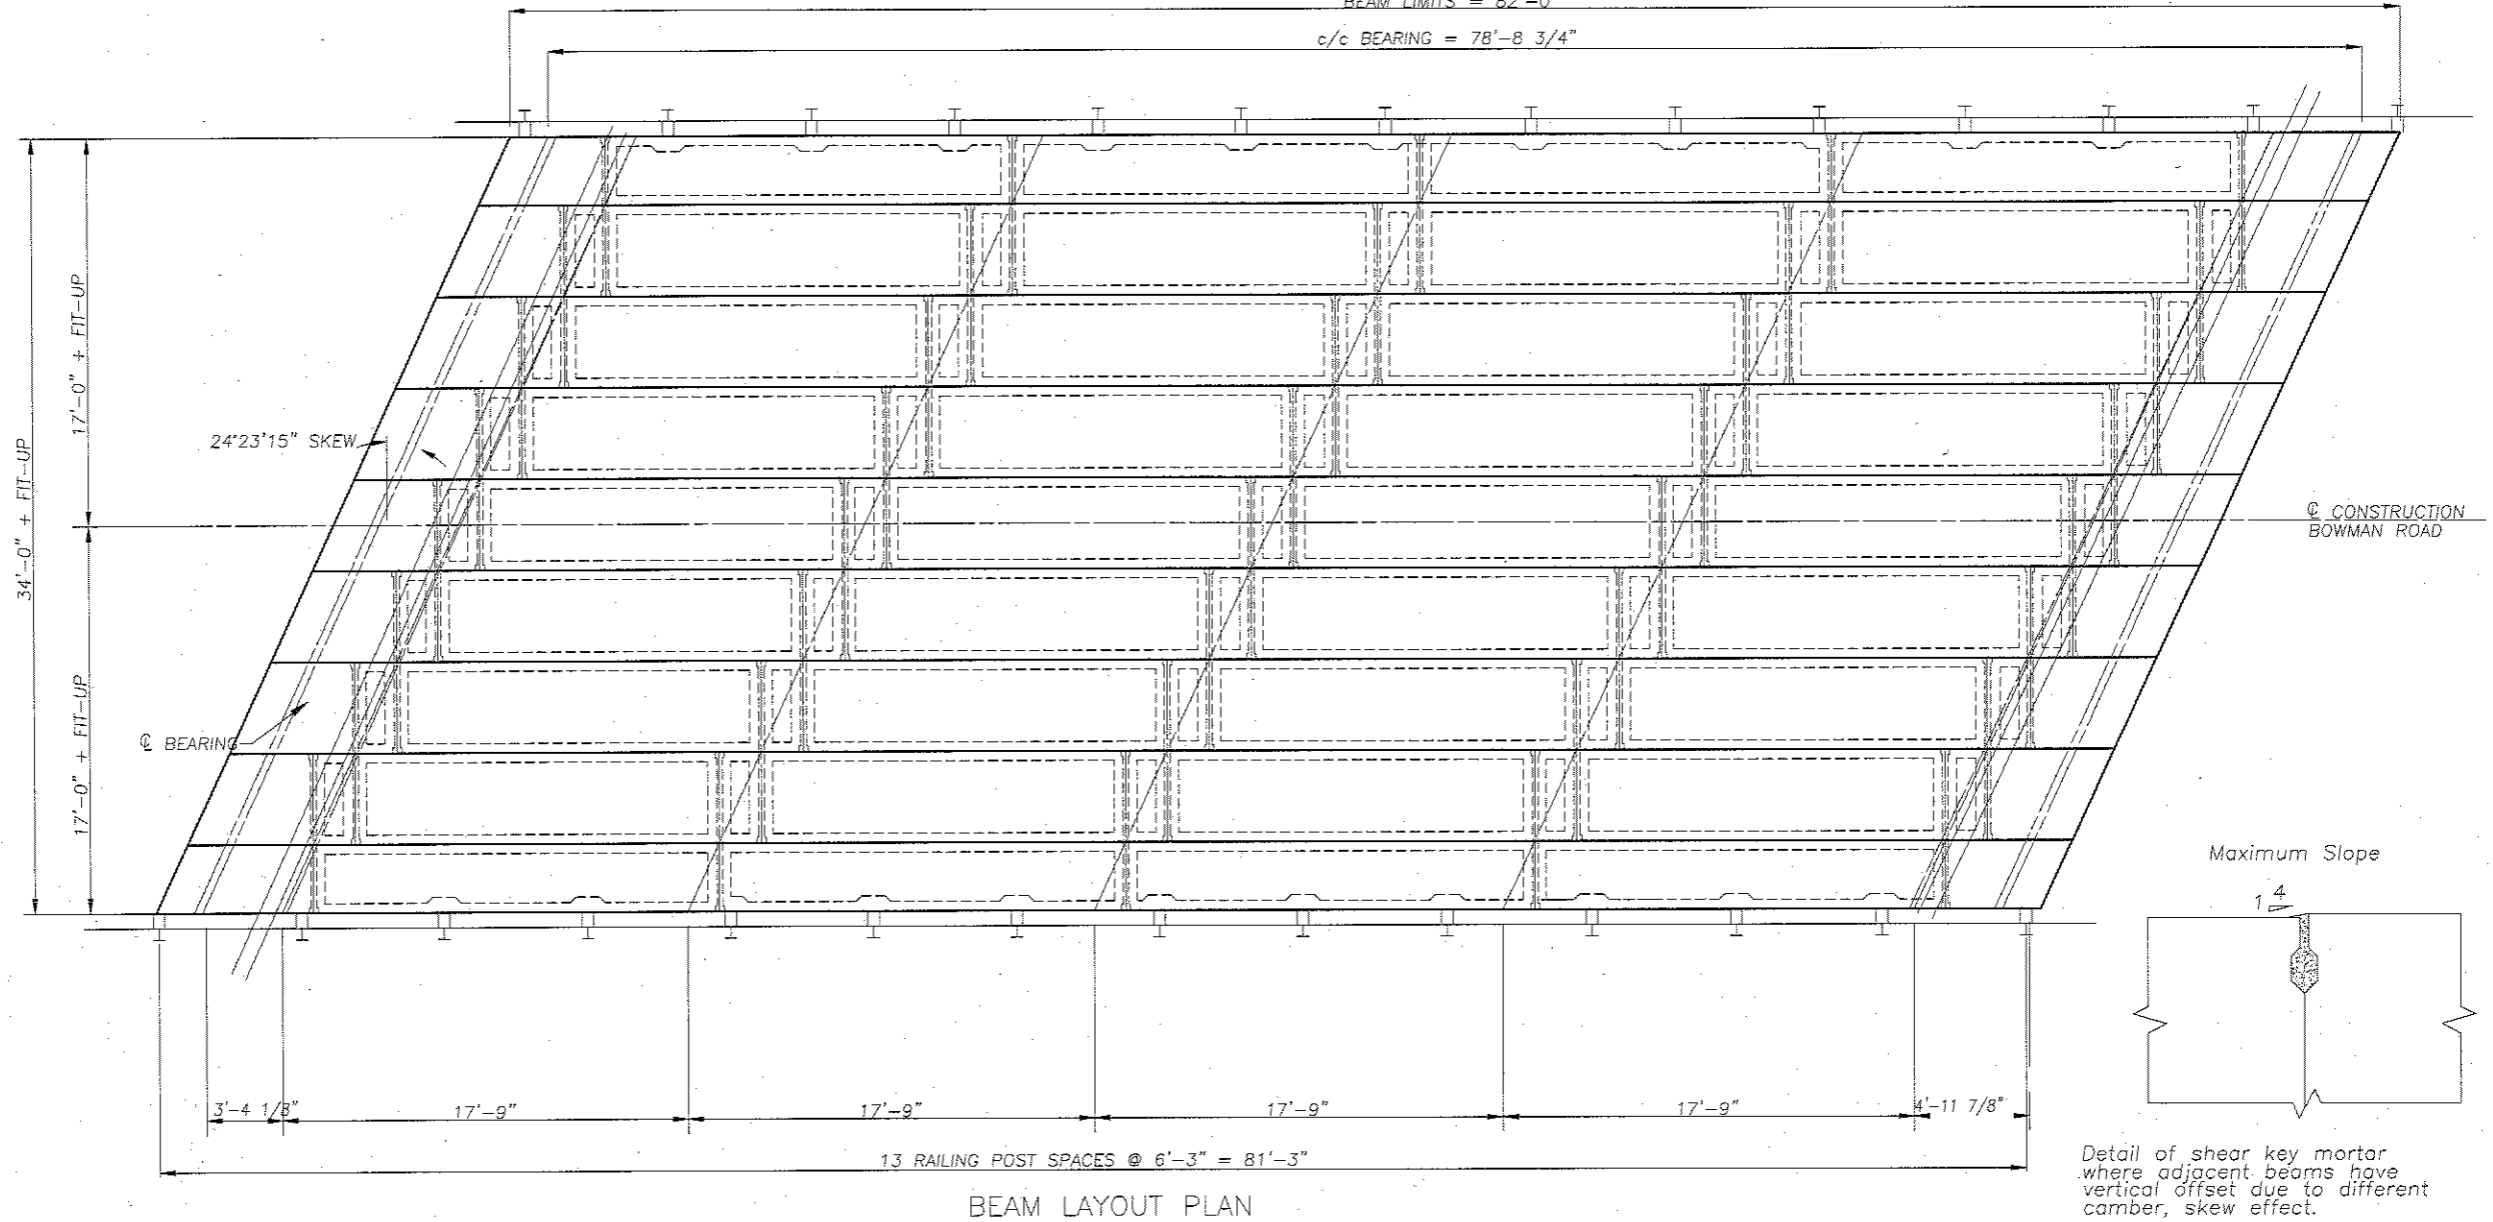 BEAM LIMITS = 82'-0"
c/c BEARING = 78'-8 3/4"
17'-0" + FIT-UP
34'-0" + FIT-UP
24°23'15" SKEW
℄ CONSTRUCTION
BOWMAN ROAD
17'-0" + FIT-UP
℄ BEARING
Maximum Slope
4
1
3'-4 1/8"
17'-9"
17'-9"
17'-9"
17'-9"
4'-11 7/8"
13 RAILING POST SPACES @ 6'-3" = 81'-3"
BEAM LAYOUT PLAN
Detail of shear key mortar
where adjacent beams have
vertical offset due to different
camber, skew effect.